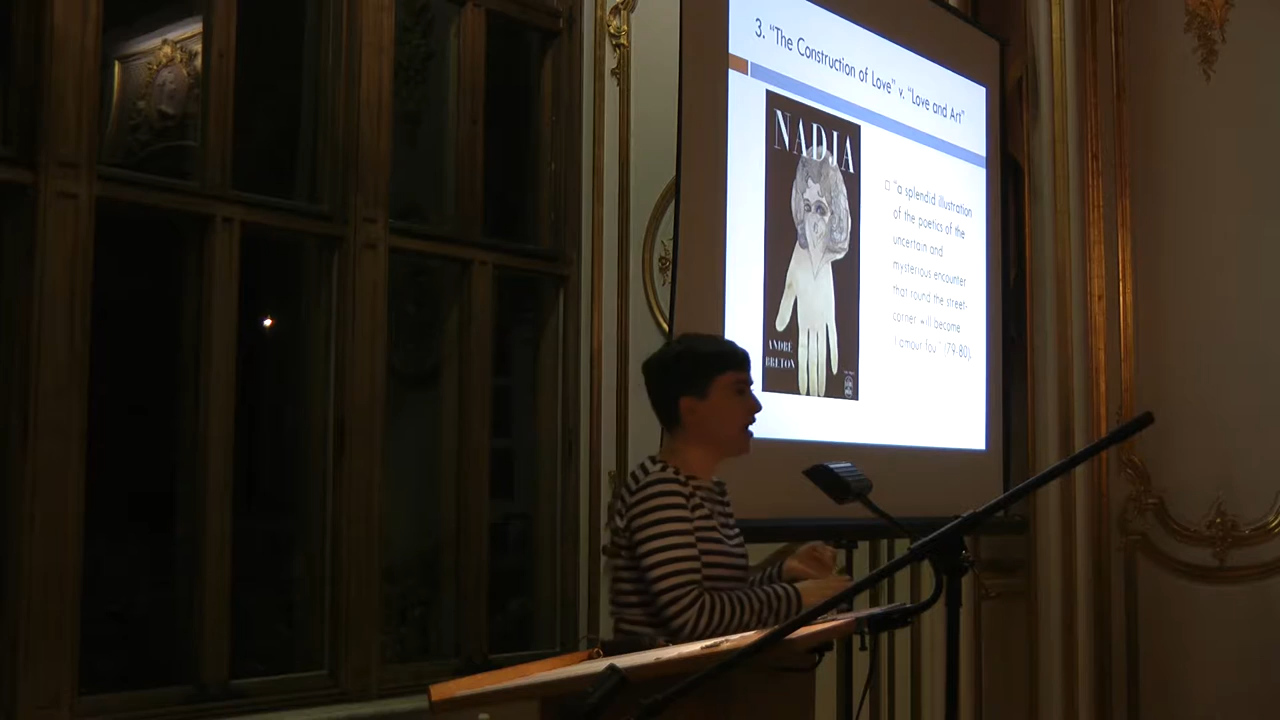 3. "The Construction of Love" v. "Love and Art"
NADJA
ANDRÉ
BRETON
"a splendid illustration
of the poetics of the
uncertain and
mysterious encounter
that round the street-
corner will become
l'amour fou" (79-80).